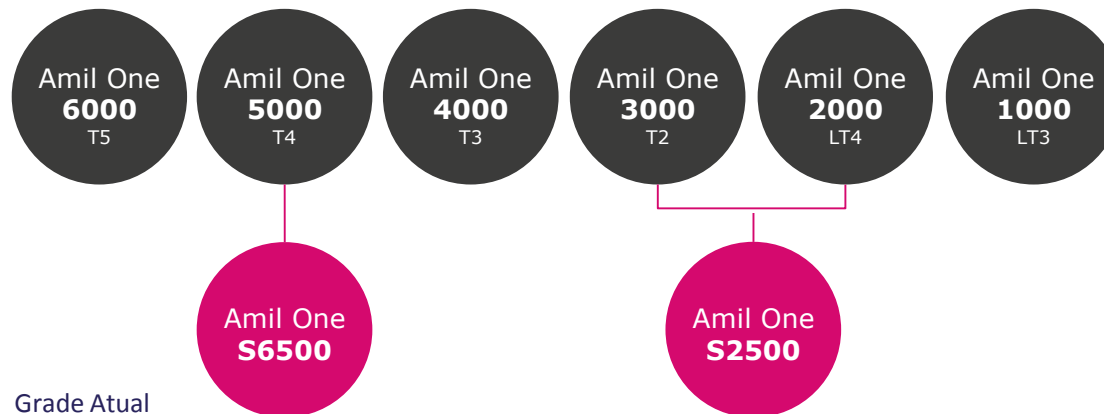 Amil One
6000
T5
Amil One
5000
T4
Amil One
4000
T3
Amil One
3000
T2
Amil One
2000
LT4
Amil One
1000
LT3
Amil One
S6500
Amil One
S2500
Grade Atual